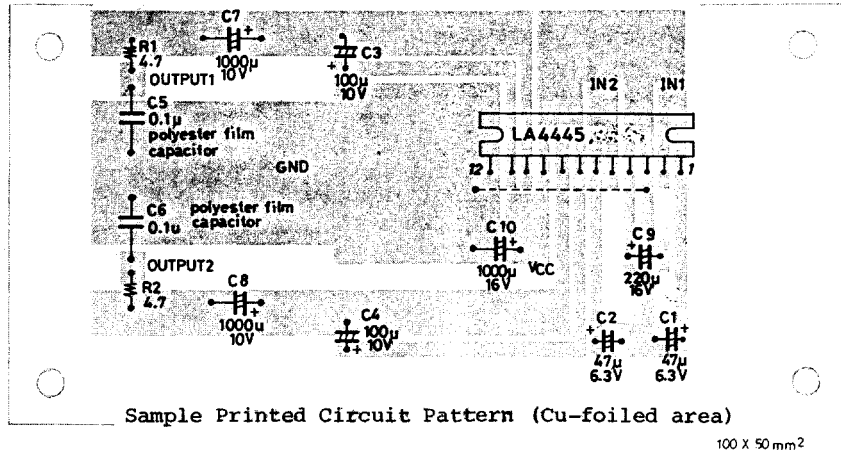 C7
+
1000μ
10V
R1
4.7
C3
+
100μ
10V
OUTPUT1
IN2
IN1
C5
0.1μ
polyester film
capacitor
LA4445
12
1
GND
C6
0.1u
polyester film
capacitor
C10
+
1000μ
16V
VCC
C9
+
220μ
16V
OUTPUT2
R2
4.7
C8
1000u
+
10V
C4
100μ
+
10V
C2
+
47μ
6.3V
C1
+
47μ
6.3V
Sample Printed Circuit Pattern (Cu-foiled area)
100 X 50 mm²